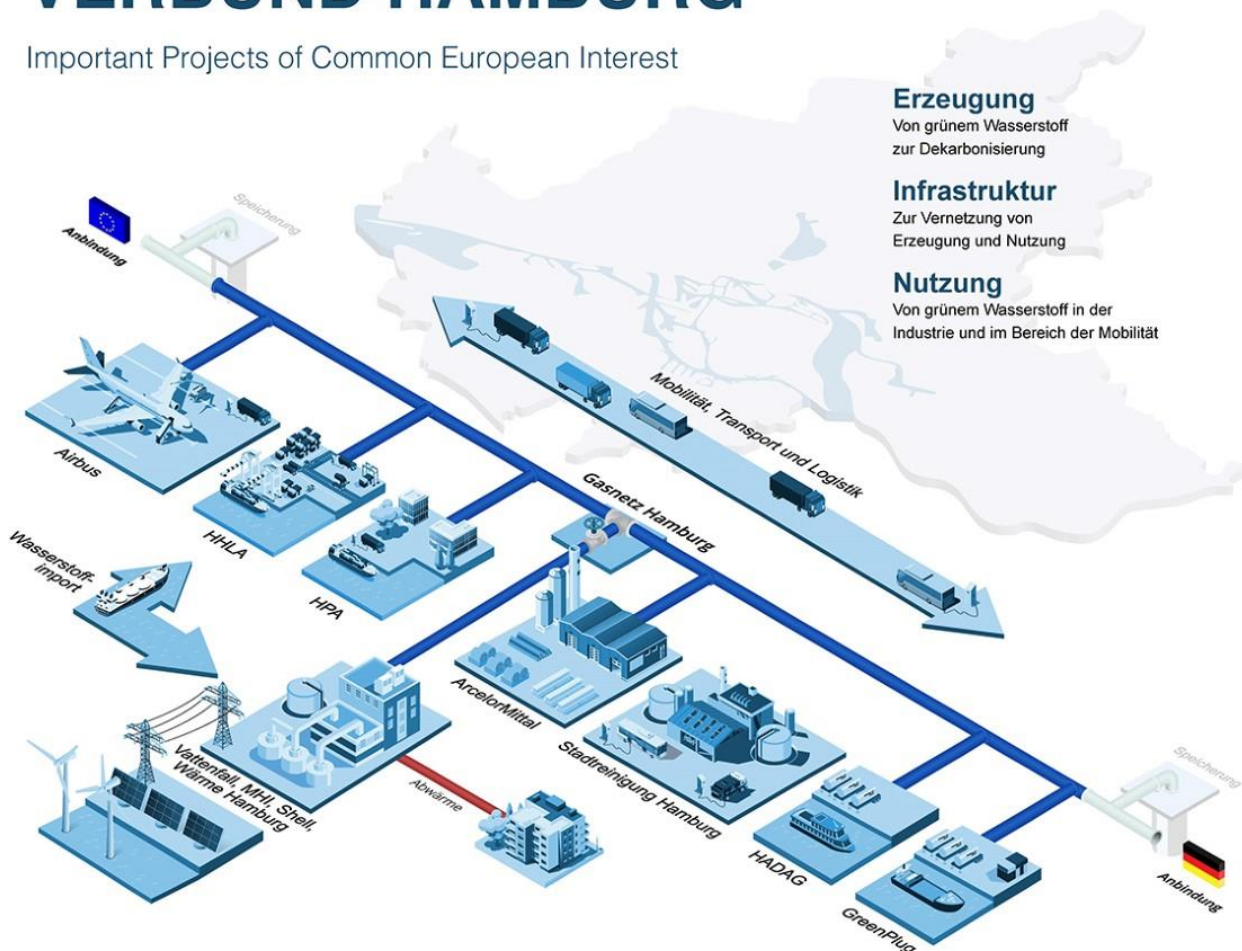 VERBUND HAMBURG
Important Projects of Common European Interest
Erzeugung
Von grünem Wasserstoff
zur Dekarbonisierung
Infrastruktur
Zur Vernetzung von
Erzeugung und Nutzung
Nutzung
Von grünem Wasserstoff in der
Industrie und im Bereich der Mobilität
Speicherung
Anbindung
Mobilität, Transport und Logistik
Airbus
HHLA
HPA
Gasnetz Hamburg
Wasserstoff-
import
ArcelorMittal
Vattenfall, MHI, Shell,
Wärme Hamburg
Abwärme
Stadtreinigung Hamburg
HADAG
GreenPlug
Speicherung
Anbindung